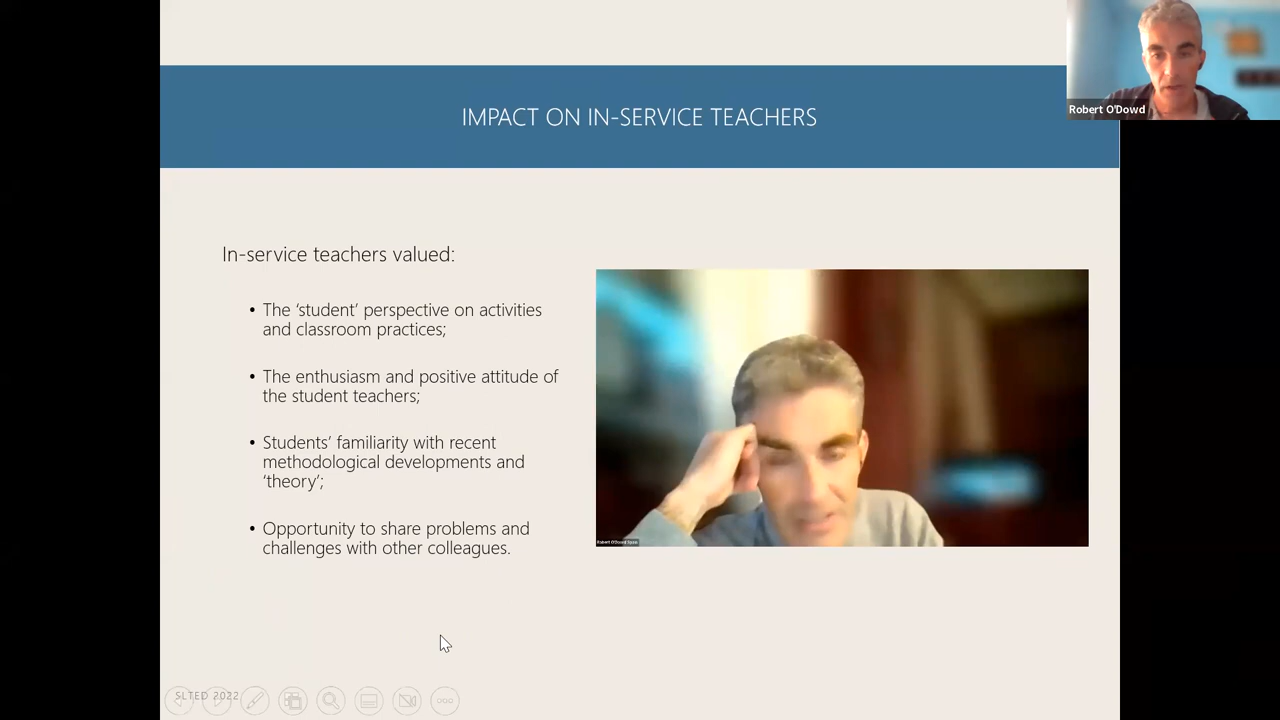 IMPACT ON IN-SERVICE TEACHERS
Robert O'Dowd
In-service teachers valued:
• The ‘student’ perspective on activities
and classroom practices;
• The enthusiasm and positive attitude of
the student teachers;
• Students’ familiarity with recent
methodological developments and
‘theory’;
• Opportunity to share problems and
challenges with other colleagues.
SLTED 2022